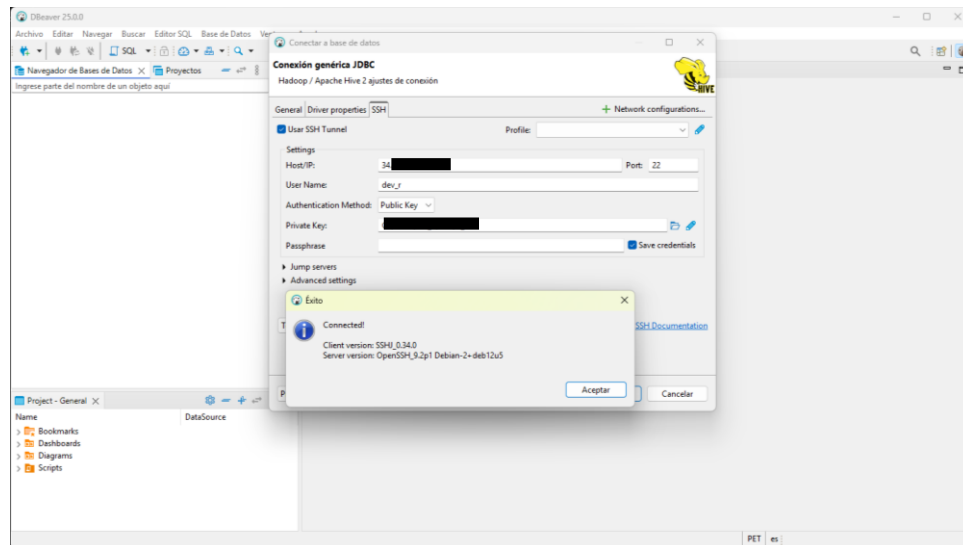 DBeaver 25.0.0
Archivo Editar Navegar Buscar Editor SQL Base de Datos
SQL
Navegador de Bases de Datos Proyectos
Ingrese parte del nombre de un objeto aquí
Conectar a base de datos
Conexión genérica JDBC
Hadoop / Apache Hive 2 ajustes de conexión
HIVE
General Driver properties SSH
Network configurations...
Usar SSH Tunnel Profile:
Settings
Host/IP: 34. Port: 22
User Name: dev_r
Authentication Method: Public Key
Private Key:
Passphrase Save credentials
Jump servers
Advanced settings
Éxito
Connected!
Client version: SSHJ_0.34.0
Server version: OpenSSH_9.2p1 Debian-2+deb12u5
SSH Documentation
Aceptar
Cancelar
Project - General
Name DataSource
Bookmarks
Dashboards
Diagrams
Scripts
PET es